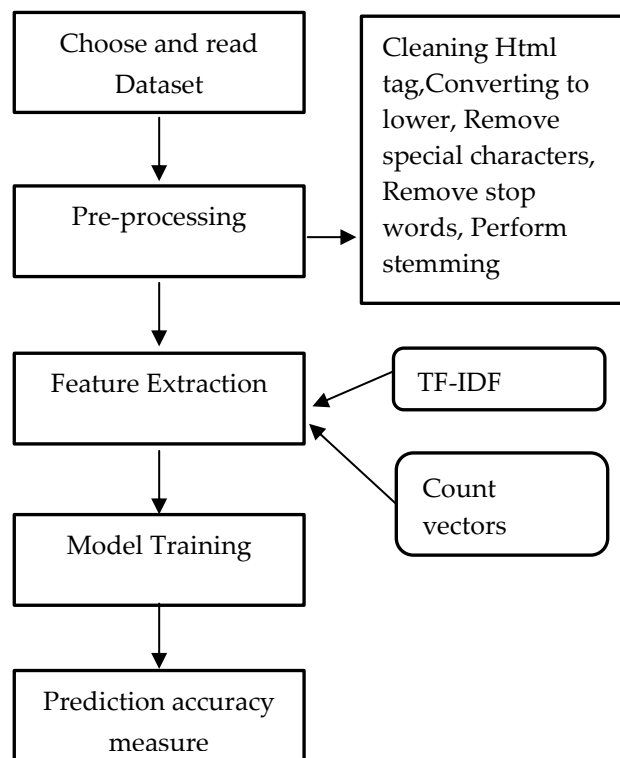 Choose and read
Dataset
Cleaning Html
tag,Converting to
lower, Remove
special characters,
Remove stop
words, Perform
stemming
Pre-processing
Feature Extraction
TF-IDF
Count
vectors
Model Training
Prediction accuracy
measure